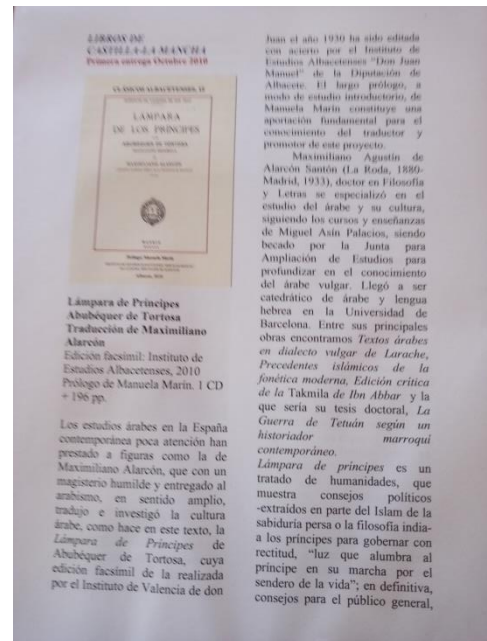 LIBROS DE
CASTILLA-LA MANCHA
Primera entrega Octubre 2010
CLÁSICOS ALBACETENSES, 11
LÁMPARA
DE LOS PRÍNCIPES
ABUBÉQUER DE TORTOSA
MAXIMILIANO ALARCÓN
Prólogo: Manuela Marín
Lámpara de Príncipes
Abubéquer de Tortosa
Traducción de Maximiliano
Alarcón
Edición facsímil: Instituto de
Estudios Albacetenses, 2010
Prólogo de Manuela Marín. 1 CD
+ 196 pp.
Los estudios árabes en la España
contemporánea poca atención han
prestado a figuras como la de
Maximiliano Alarcón, que con un
magisterio humilde y entregado al
arabismo, en sentido amplio,
tradujo e investigó la cultura
árabe, como hace en este texto, la
Lámpara de Príncipes de
Abubéquer de Tortosa, cuya
edición facsímil de la realizada
por el Instituto de Valencia de don
Juan el año 1930 ha sido editada
con acierto por el Instituto de
Estudios Albacetenses "Don Juan
Manuel" de la Diputación de
Albacete. El largo prólogo, a
modo de estudio introductorio, de
Manuela Marín constituye una
aportación fundamental para el
conocimiento del traductor y
promotor de este proyecto.
Maximiliano Agustín de
Alarcón Santón (La Roda, 1880-
Madrid, 1933), doctor en Filosofía
y Letras se especializó en el
estudio del árabe y su cultura,
siguiendo los cursos y enseñanzas
de Miguel Asín Palacios, siendo
becado por la Junta para
Ampliación de Estudios para
profundizar en el conocimiento
del árabe vulgar. Llegó a ser
catedrático de árabe y lengua
hebrea en la Universidad de
Barcelona. Entre sus principales
obras encontramos Textos árabes
en dialecto vulgar de Larache,
Precedentes islámicos de la
fonética moderna, Edición crítica
de la Takmila de Ibn Abbar y la
que sería su tesis doctoral, La
Guerra de Tetuán según un
historiador marroquí
contemporáneo.
Lámpara de príncipes es un
tratado de humanidades, que
muestra consejos políticos
-extraídos en parte del Islam de la
sabiduría persa o la filosofía india-
a los príncipes para gobernar con
rectitud, "luz que alumbra al
príncipe en su marcha por el
sendero de la vida"; en definitiva,
consejos para el público general,